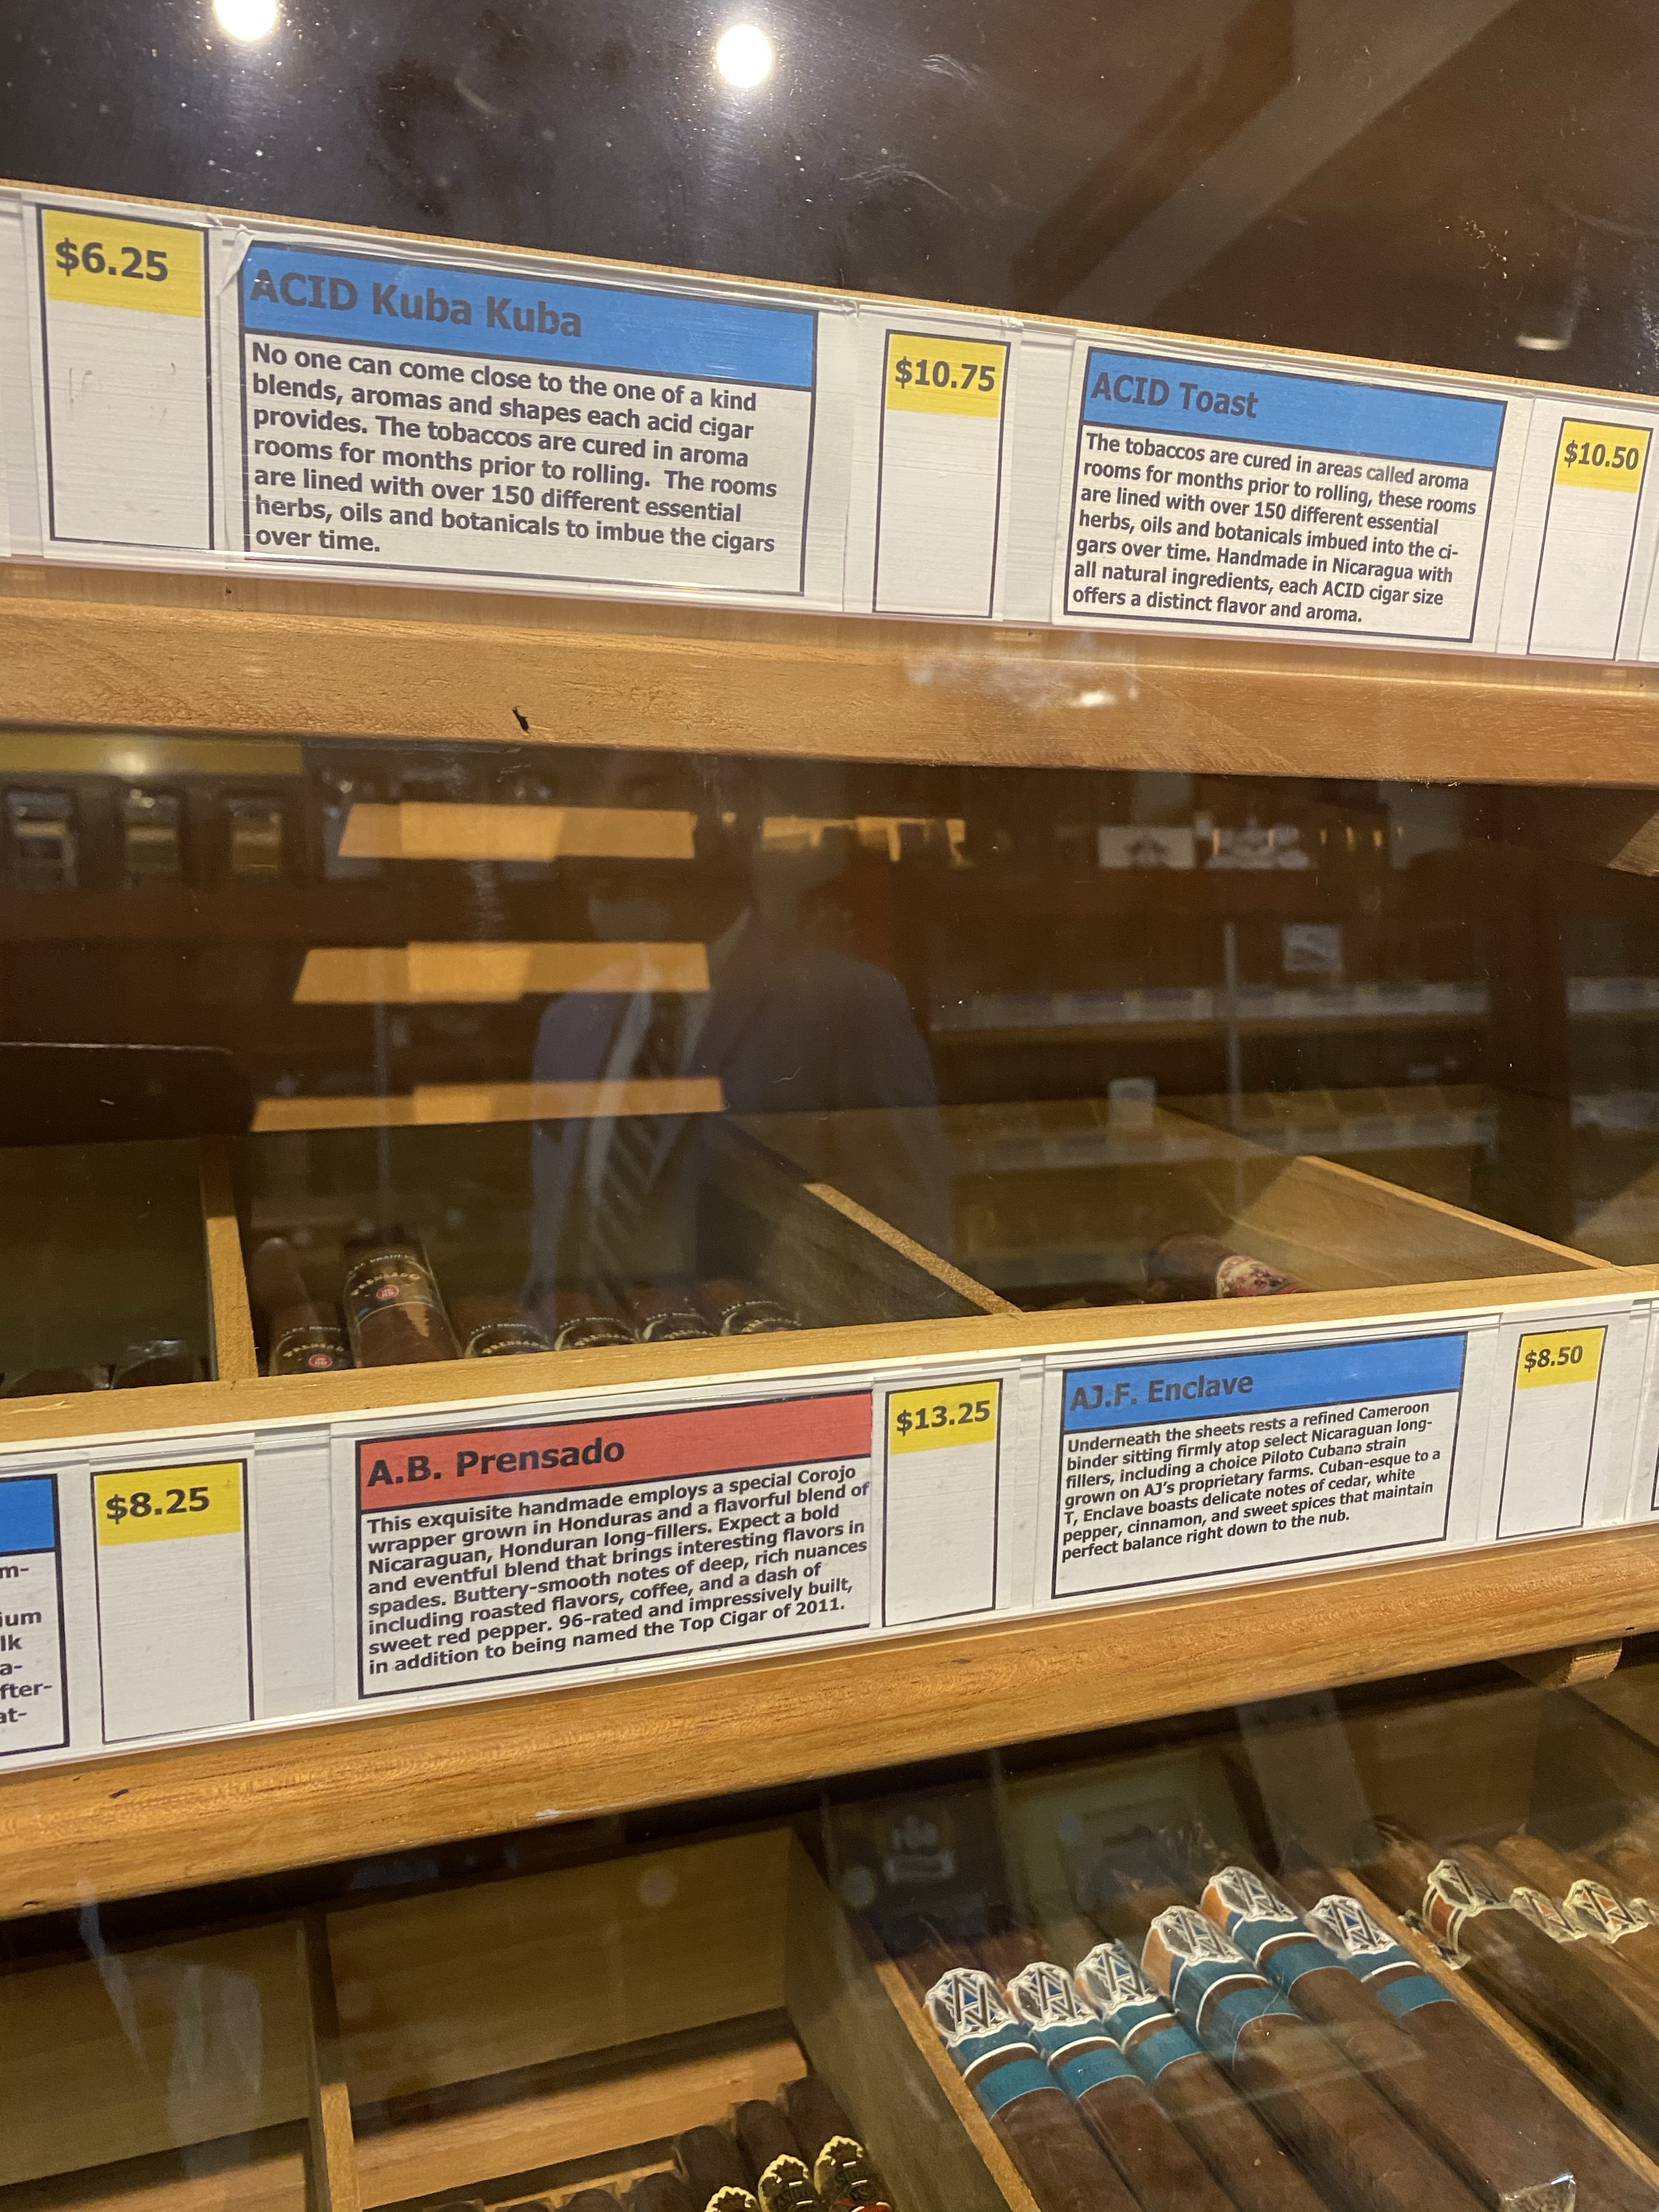 $6.25
ACID Kuba Kuba
No one can come close to the one of a kind
blends, aromas and shapes each acid cigar
provides. The tobaccos are cured in aroma
rooms for months prior to rolling. The rooms
are lined with over 150 different essential
herbs, oils and botanicals to imbue the cigars
over time.
$10.75
ACID Toast
The tobaccos are cured in areas called aroma
rooms for months prior to rolling, these rooms
are lined with over 150 different essential
herbs, oils and botanicals imbued into the ci-
gars over time. Handmade in Nicaragua with
all natural ingredients, each ACID cigar size
offers a distinct flavor and aroma.
$10.50
PRENSADO
m-
ium
lk
a-
fter-
at-
$8.25
A.B. Prensado
This exquisite handmade employs a special Corojo
wrapper grown in Honduras and a flavorful blend of
Nicaraguan, Honduran long-fillers. Expect a bold
and eventful blend that brings interesting flavors in
spades. Buttery-smooth notes of deep, rich nuances
including roasted flavors, coffee, and a dash of
sweet red pepper. 96-rated and impressively built,
in addition to being named the Top Cigar of 2011.
$13.25
AJ.F. Enclave
Underneath the sheets rests a refined Cameroon
binder sitting firmly atop select Nicaraguan long-
fillers, including a choice Piloto Cubano strain
grown on AJ's proprietary farms. Cuban-esque to a
T, Enclave boasts delicate notes of cedar, white
pepper, cinnamon, and sweet spices that maintain
perfect balance right down to the nub.
$8.50